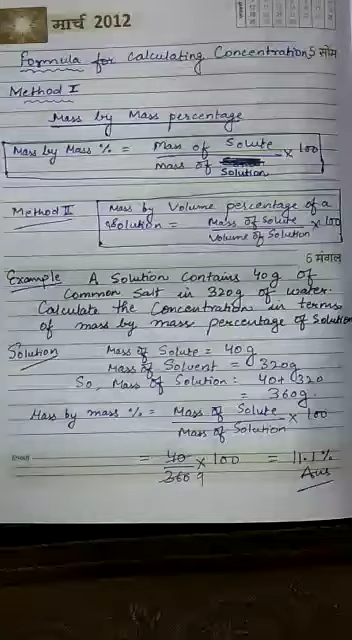 मार्च 2012
Formula for Calculating Concentrations
5 सोम
Method I
Mass by Mass percentage
Mass by Mass % = Mass of Solute / Mass of Solution × 100
Method II
Mass by Volume percentage of a
Solution = Mass of Solute / Volume of Solution × 100
6 मंगल
Example A Solution contains 40g of
Common Salt in 320g of water.
Calculate the Concentration in terms
of mass by mass percentage of Solution
Solution Mass of Solute = 40g
Mass of Solvent = 320g
So, Mass of Solution : 40+320
= 360g.
Mass by mass % = Mass of Solute / Mass of Solution × 100
= 40 / 360 × 100 = 11.1%
9
Ans